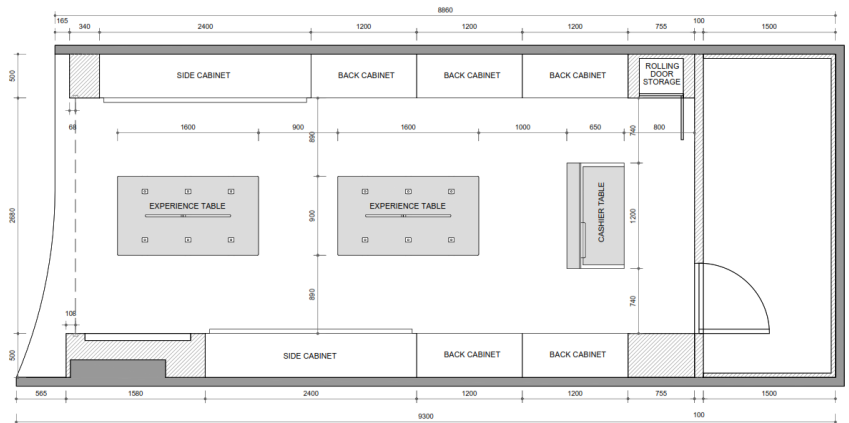 8860
165
340
2400
1200
1200
1200
755
100
1500
500
SIDE CABINET
BACK CABINET
BACK CABINET
BACK CABINET
ROLLING
DOOR
STORAGE
68
1600
900
890
1600
1000
650
740
800
2680
EXPERIENCE TABLE
900
EXPERIENCE TABLE
CASHIER TABLE
1200
108
890
740
500
SIDE CABINET
BACK CABINET
BACK CABINET
565
1580
2400
1200
1200
755
100
1500
9300